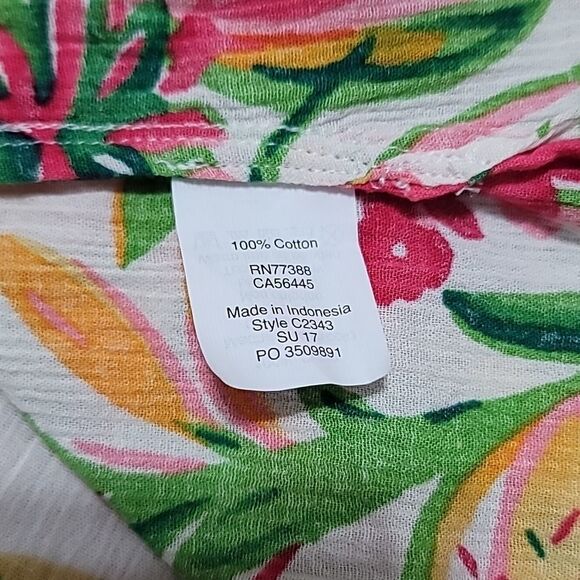 100% Cotton
RN77388
CA56445
Made in Indonesia
Style C2343
SU 17
PO 3509891